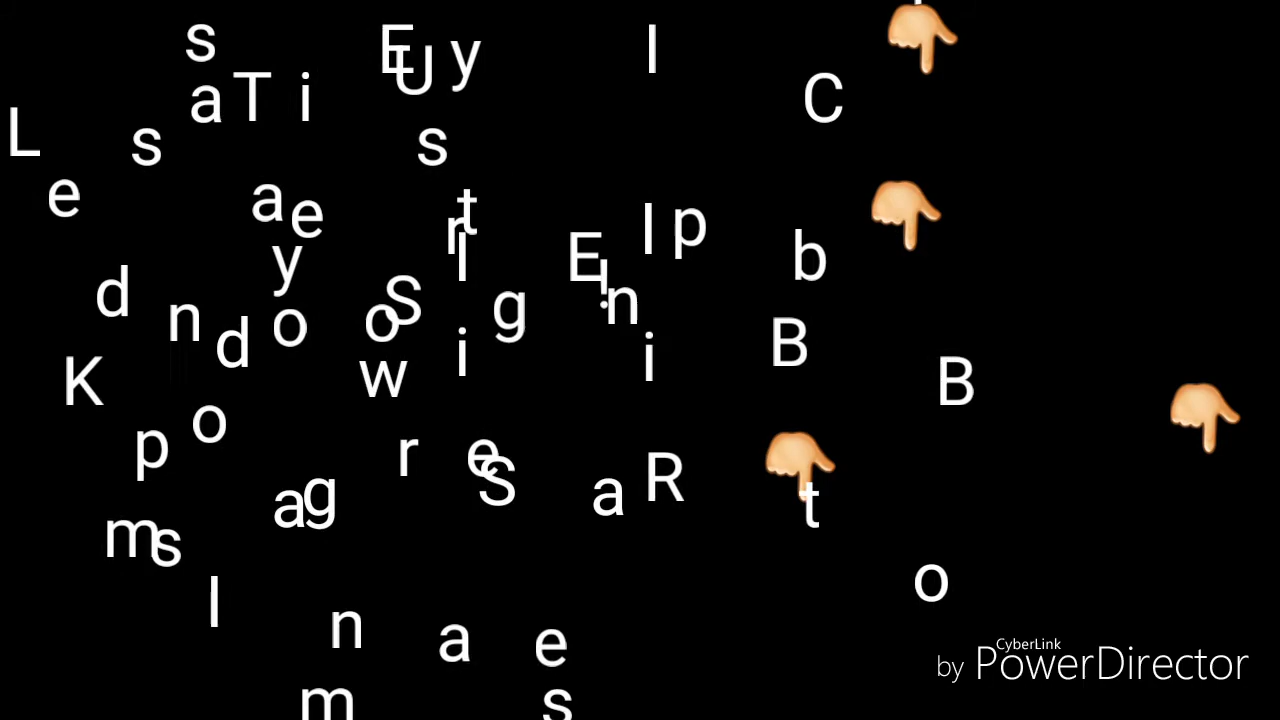 s E U y l
a T i C
L s s
e a e t
r l E l p b
y
d n d o o S g ! n
K w i i B B
p o r e S a R
a g t
m s
l o
n a e
m s
by CyberLink PowerDirector